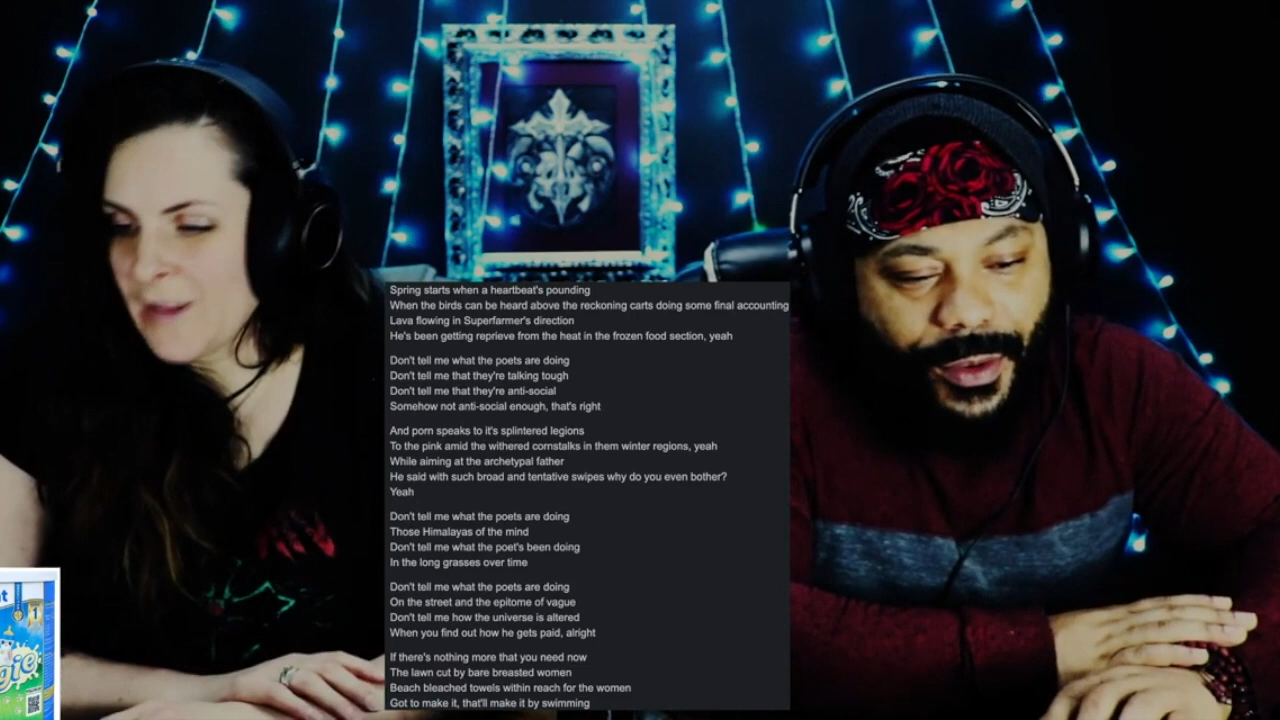 Spring starts when a heartbeat's pounding
When the birds can be heard above the reckoning carts doing some final accounting
Lava flowing in Superfarmer's direction
He's been getting reprieve from the heat in the frozen food section, yeah
Don't tell me what the poets are doing
Don't tell me that they're talking tough
Don't tell me that they're anti-social
Somehow not anti-social enough, that's right
And porn speaks to it's splintered legions
To the pink amid the withered cornstalks in them winter regions, yeah
While aiming at the archetypal father
He said with such broad and tentative swipes why do you even bother?
Yeah
Don't tell me what the poets are doing
Those Himalayas of the mind
Don't tell me what the poet's been doing
In the long grasses over time
Don't tell me what the poets are doing
On the street and the epitome of vague
Don't tell me how the universe is altered
When you find out how he gets paid, alright
If there's nothing more that you need now
The lawn cut by bare breasted women
Beach bleached towels within reach for the women
Got to make it, that'll make it by swimming
1